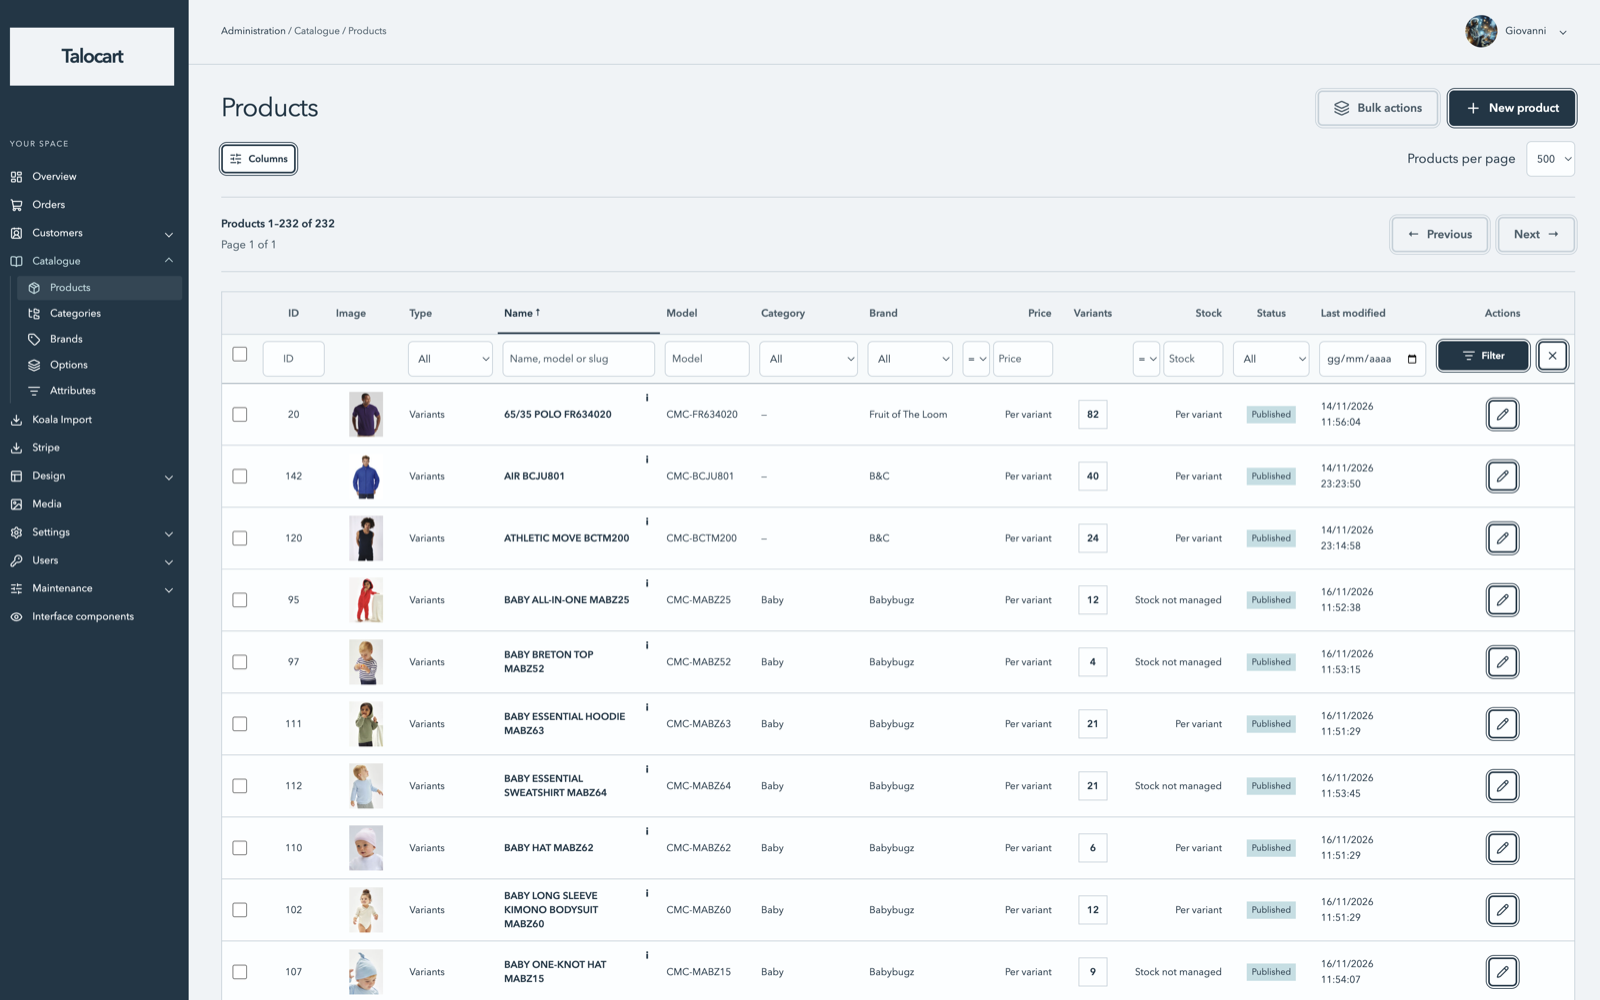 Talocart
YOUR SPACE
Overview
Orders
Customers
Catalogue
Products
Categories
Brands
Options
Attributes
Koala Import
Stripe
Design
Media
Settings
Users
Maintenance
Interface components
Administration / Catalogue / Products
Giovanni
Products
Bulk actions
+ New product
Columns
Products per page 500
Products 1–232 of 232
Page 1 of 1
← Previous
Next →
ID Image Type Name ↑ Model Category Brand Price Variants Stock Status Last modified Actions
ID All Name, model or slug Model All All = Price = Stock All gg/mm/aaaa Filter ×
20 Variants 65/35 POLO FR634020 i CMC-FR634020 – Fruit of The Loom Per variant 82 Per variant Published 14/11/2026
11:56:04
142 Variants AIR BCJU801 i CMC-BCJU801 – B&C Per variant 40 Per variant Published 14/11/2026
23:23:50
120 Variants ATHLETIC MOVE BCTM200 i CMC-BCTM200 – B&C Per variant 24 Per variant Published 14/11/2026
23:14:58
95 Variants BABY ALL-IN-ONE MABZ25 i CMC-MABZ25 Baby Babybugz Per variant 12 Stock not managed Published 16/11/2026
11:52:38
97 Variants BABY BRETON TOP i CMC-MABZ52 Baby Babybugz Per variant 4 Stock not managed Published 16/11/2026
MABZ52 11:53:15
111 Variants BABY ESSENTIAL HOODIE i CMC-MABZ63 Baby Babybugz Per variant 21 Per variant Published 16/11/2026
MABZ63 11:51:29
112 Variants BABY ESSENTIAL i CMC-MABZ64 Baby Babybugz Per variant 21 Stock not managed Published 16/11/2026
SWEATSHIRT MABZ64 11:53:45
110 Variants BABY HAT MABZ62 i CMC-MABZ62 Baby Babybugz Per variant 6 Per variant Published 16/11/2026
11:51:29
102 Variants BABY LONG SLEEVE i CMC-MABZ60 Baby Babybugz Per variant 12 Per variant Published 16/11/2026
KIMONO BODYSUIT
MABZ60 11:51:29
107 Variants BABY ONE-KNOT HAT i CMC-MABZ15 Baby Babybugz Per variant 9 Stock not managed Published 16/11/2026
MABZ15 11:54:07